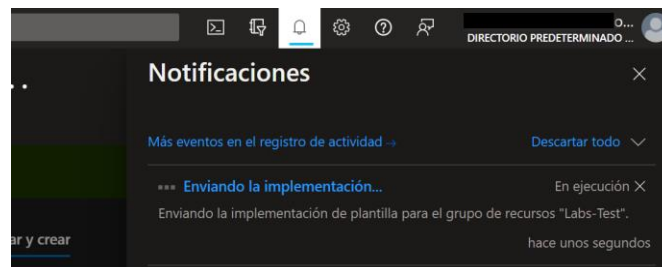 o...
DIRECTORIO PREDETERMINADO ...
Notificaciones
Más eventos en el registro de actividad →
Descartar todo
Enviando la implementación...
En ejecución
Enviando la implementación de plantilla para el grupo de recursos "Labs-Test".
ar y crear
hace unos segundos